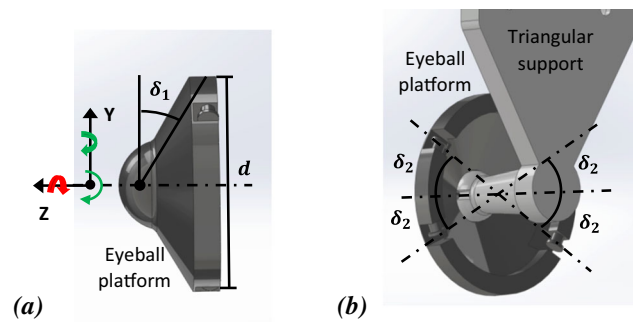 δ₁
Y
Z
d
Eyeball
platform
(a)
Eyeball
platform
Triangular
support
δ₂
δ₂
δ₂
δ₂
(b)